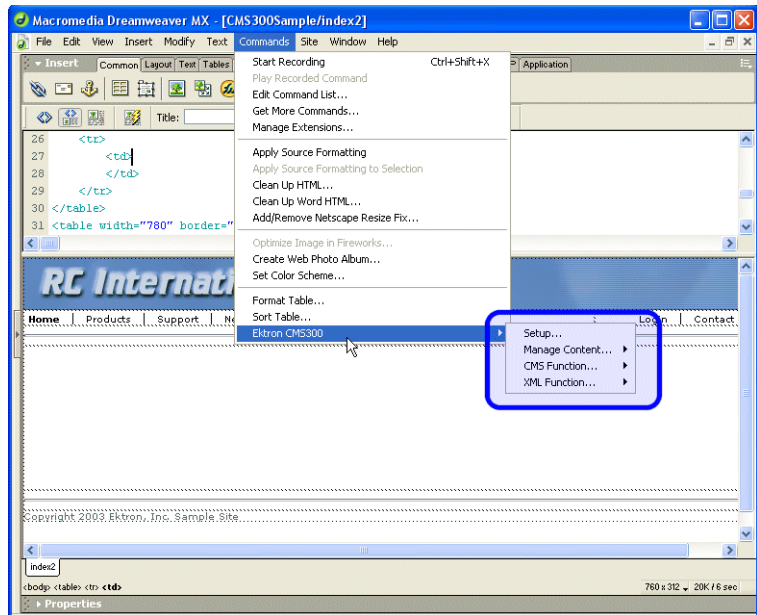 Macromedia Dreamweaver MX - [CMS300Sample/index2]
File Edit View Insert Modify Text Commands Site Window Help
Insert Common Layout Text Tables Application
Title:
Start Recording Ctrl+Shift+X
Play Recorded Command
Edit Command List...
Get More Commands...
Manage Extensions...
Apply Source Formatting
Apply Source Formatting to Selection
Clean Up HTML...
Clean Up Word HTML...
Add/Remove Netscape Resize Fix...
Optimize Image in Fireworks...
Create Web Photo Album...
Set Color Scheme...
Format Table...
Sort Table...
Ektron CMS300
Setup...
Manage Content...
CMS Function...
XML Function...
26 <tr>
27 <td>
28 </td>
29 </tr>
30 </table>
31 <table width="780" border="
RC Internati
Home | Products | Support | Ne Login | Contact
Copyright 2003 Ektron, Inc. Sample Site
index2
<body> <table> <tr> <td> 760 x 312 20K / 6 sec
Properties